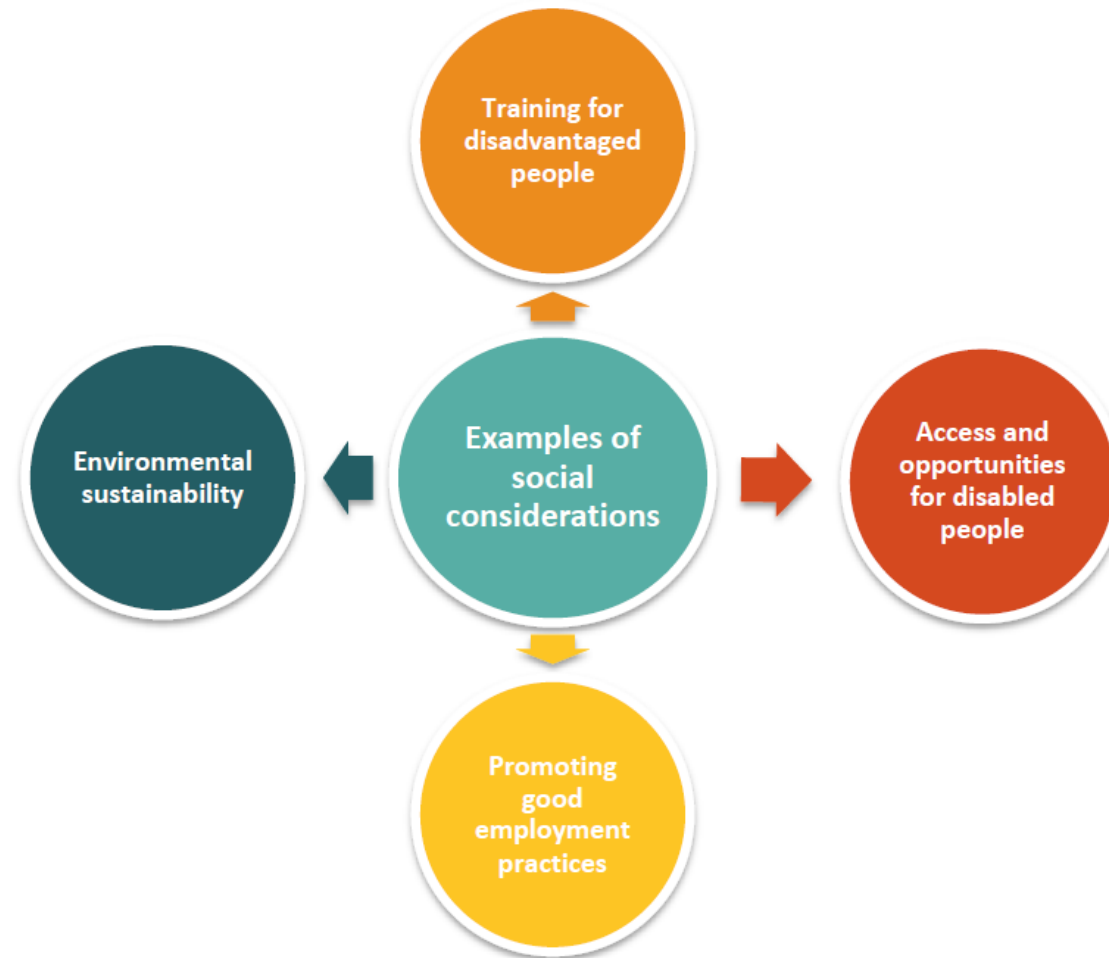 Training for
disadvantaged
people
Environmental
sustainability
Examples of
social
considerations
Access and
opportunities
for disabled
people
Promoting
good
employment
practices